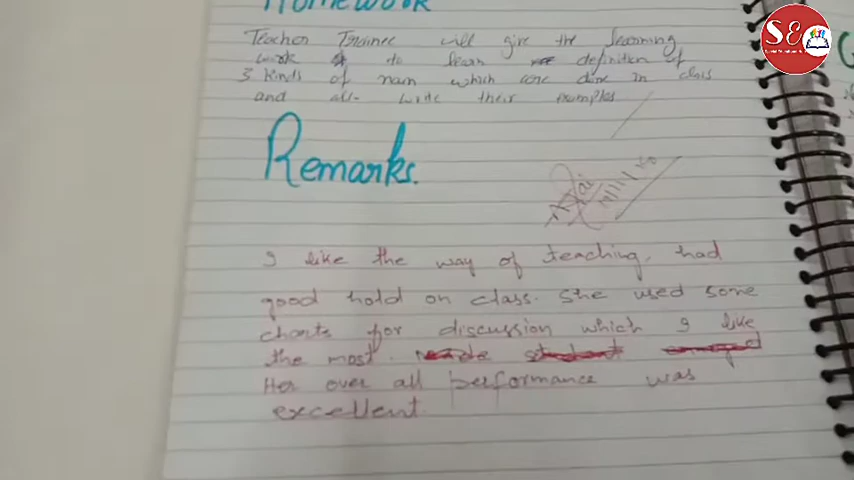 Homework
Teacher Trainee will give the learning
work to learn definition of
3 kinds of noun which are done in class
and all write their examples
Remarks.
I like the way of teaching, had
good hold on class. She used some
charts for discussion which I like
the most.
Her over all performance was
excellent
SEO